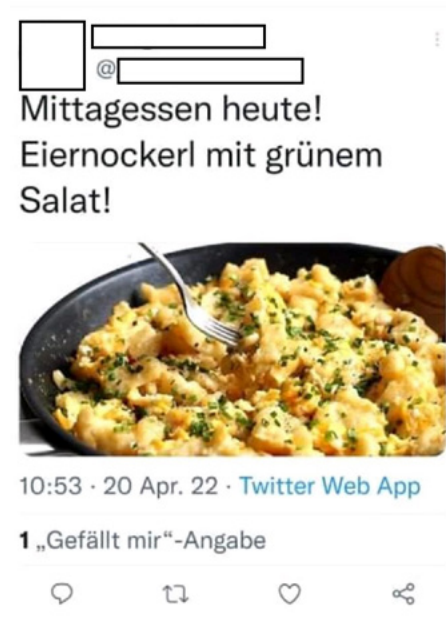 @
Mittagessen heute!
Eiernockerl mit grünem
Salat!
10:53 · 20 Apr. 22 · Twitter Web App
1 „Gefällt mir“-Angabe